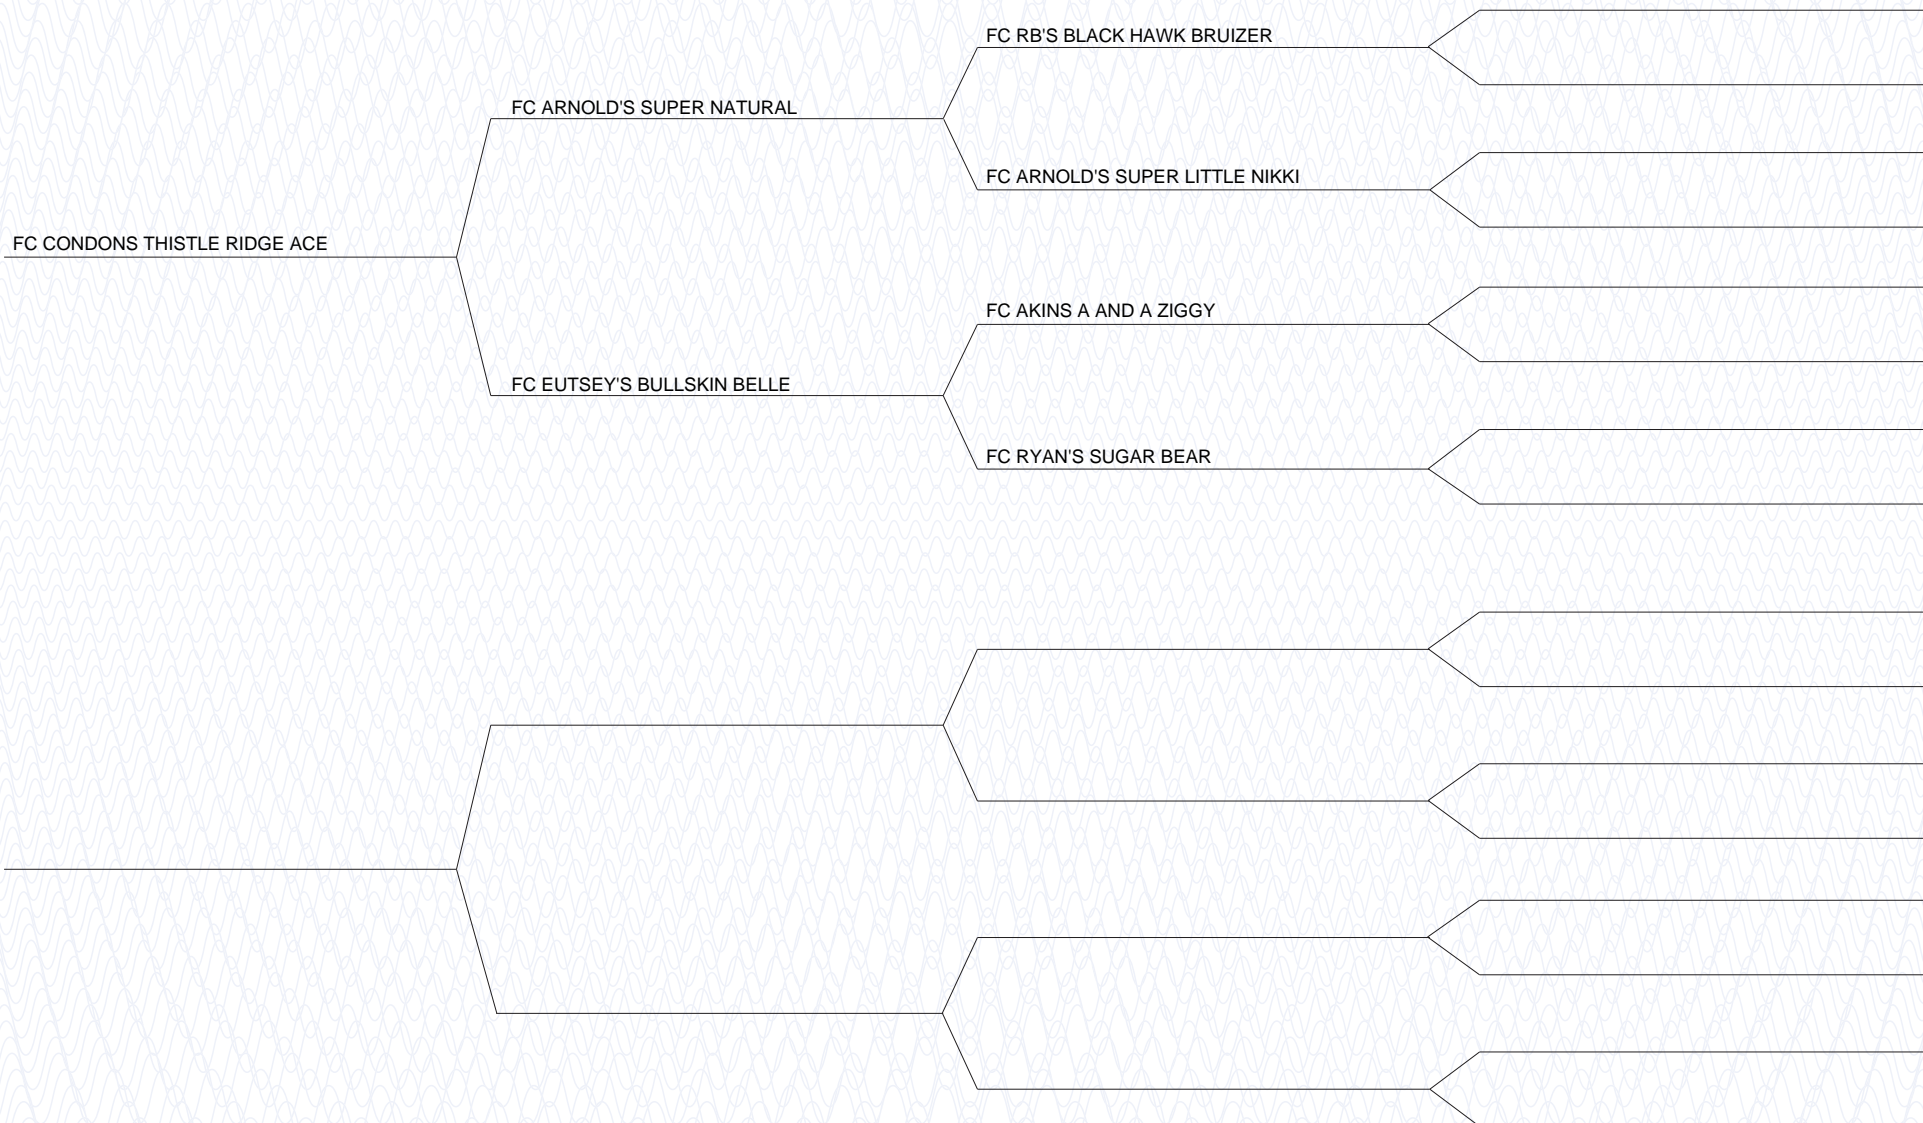 FC RB'S BLACK HAWK BRUIZER
FC ARNOLD'S SUPER NATURAL
FC ARNOLD'S SUPER LITTLE NIKKI
FC CONDONS THISTLE RIDGE ACE
FC AKINS A AND A ZIGGY
FC EUTSEY'S BULLSKIN BELLE
FC RYAN'S SUGAR BEAR